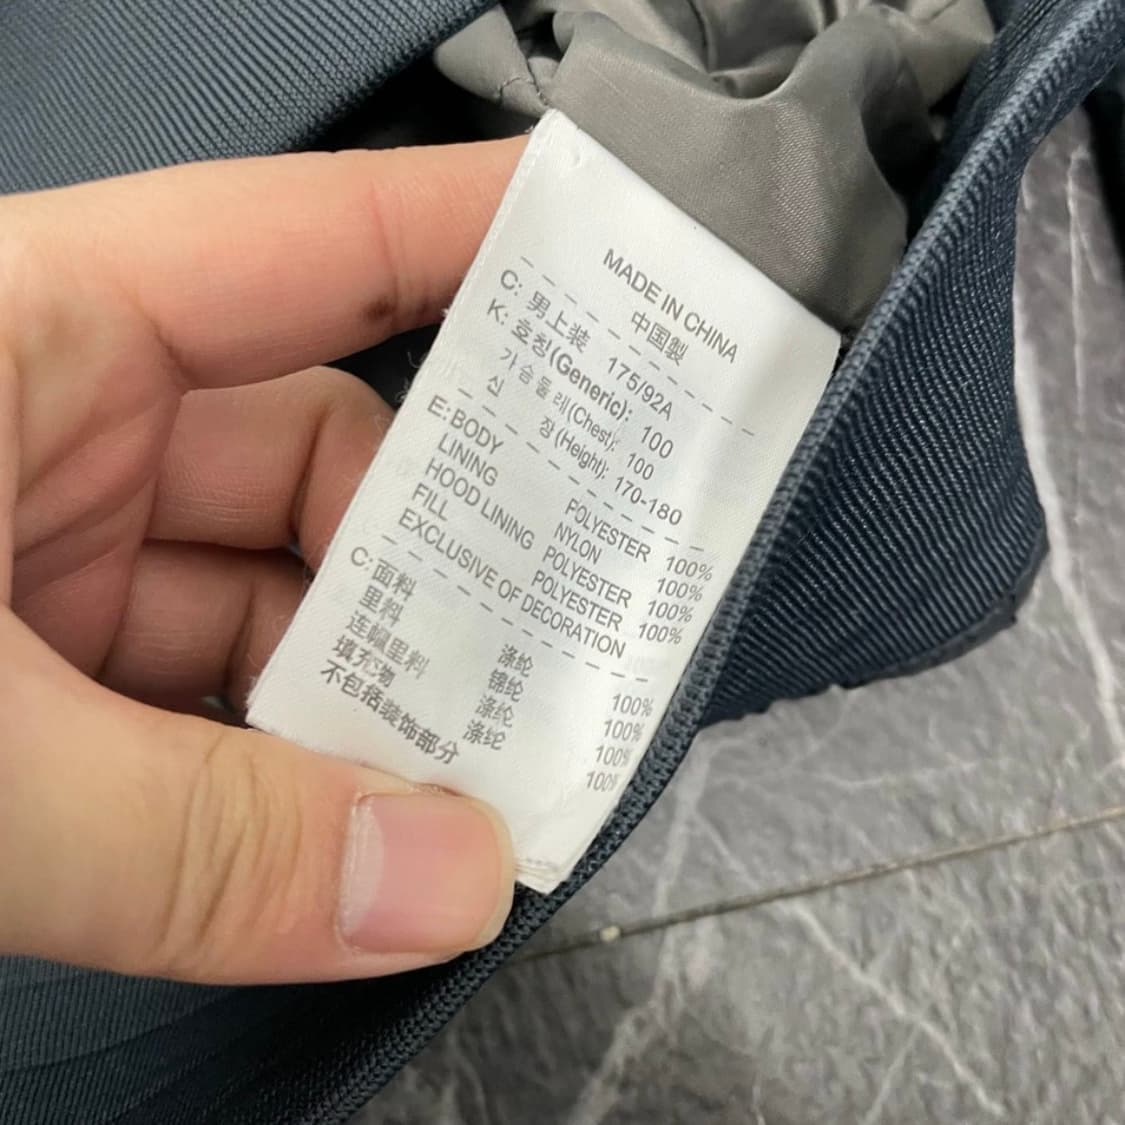 MADE IN CHINA
中国製
C: 男上装 175/92A
K: 호칭(Generic): 100
가슴둘레(Chest): 100
신 장(Height): 170-180
E: BODY POLYESTER 100%
LINING NYLON 100%
HOOD LINING POLYESTER 100%
FILL POLYESTER 100%
EXCLUSIVE OF DECORATION
C: 面料 涤纶 100%
里料 锦纶 100%
连帽里料 涤纶 100%
填充物 涤纶 100%
不包括装饰部分